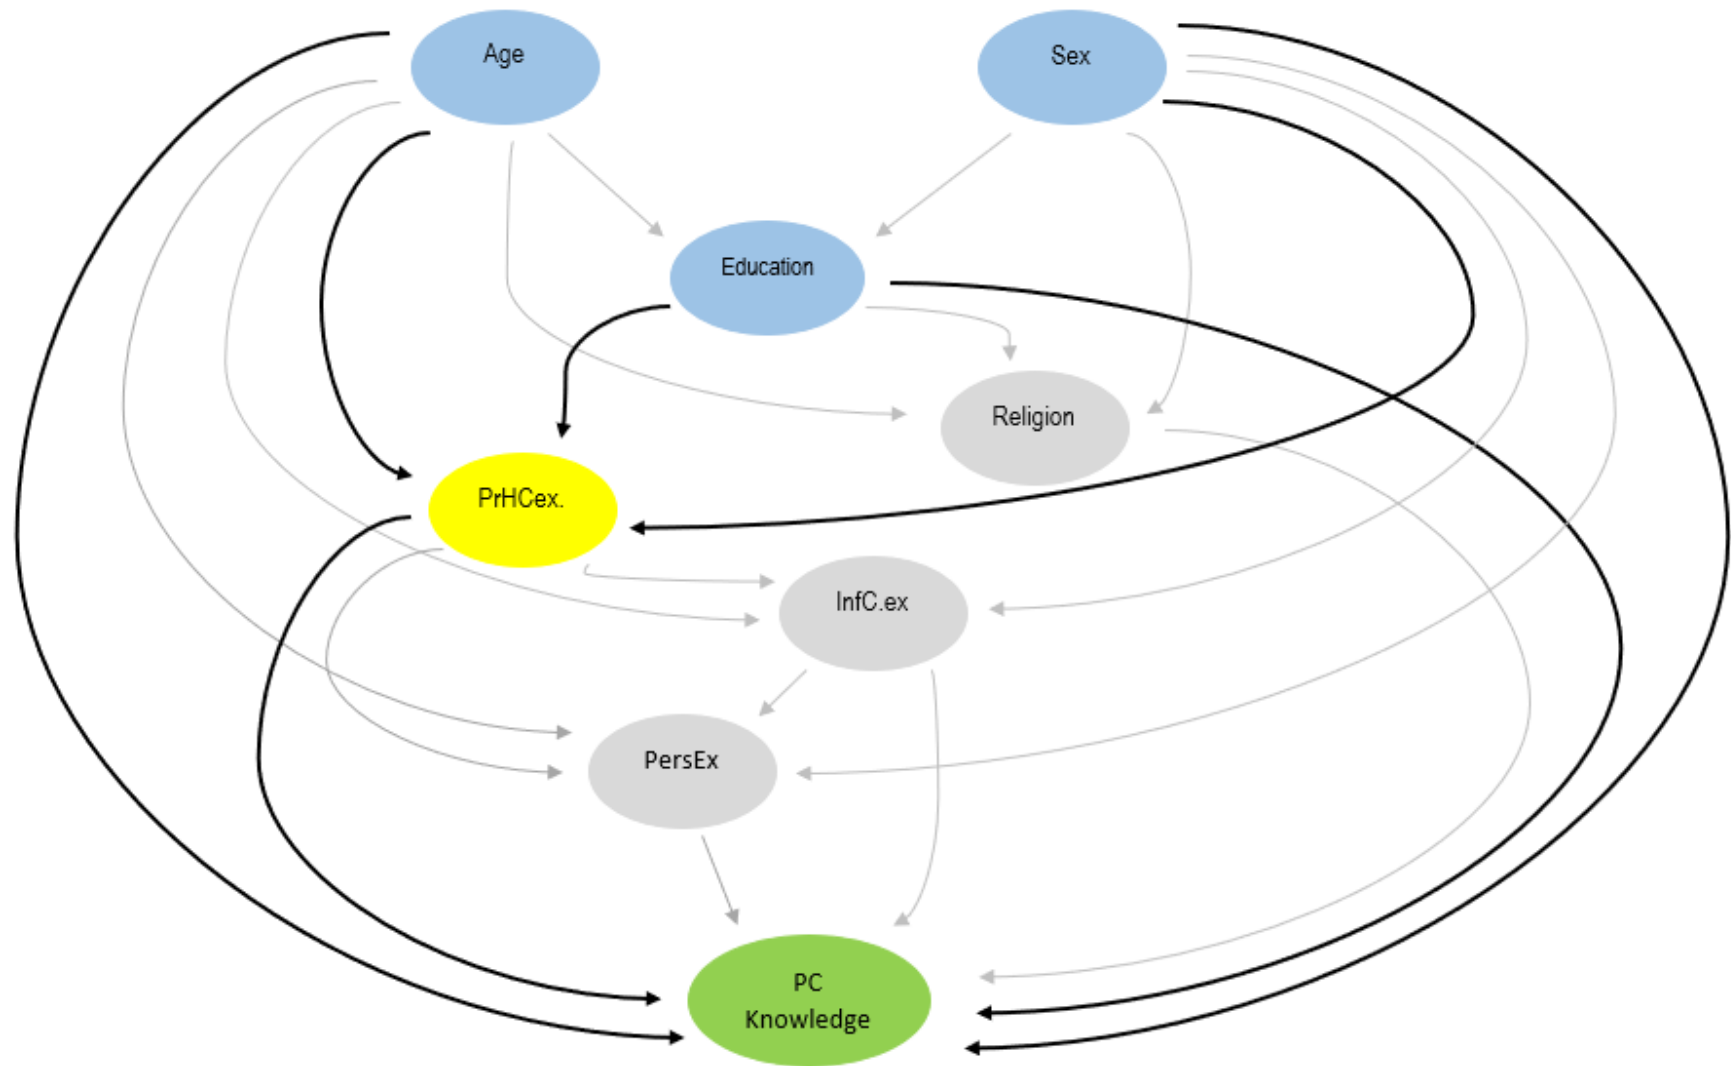 Age
Sex
Education
Religion
PrHCex.
InfC.ex
PersEx
PC
Knowledge